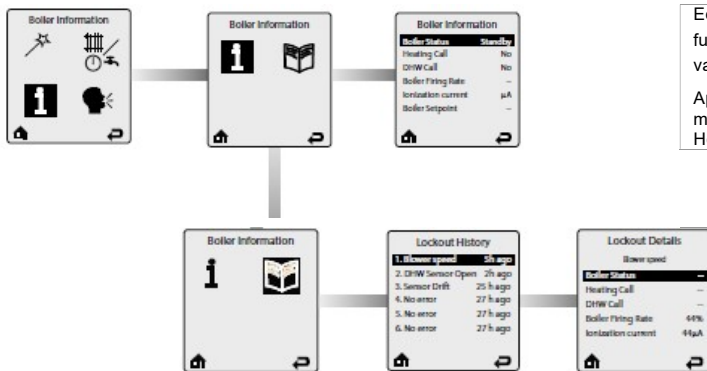 Boiler Information
Boiler Information
Boiler Information
Boiler Status Standby
Heating Call No
DHW Call No
Boiler Firing Rate --
Ionization current µA
Boiler Setpoint --
Boiler Information
Lockout History
1. Blower speed 5h ago
2. DHW Sensor Open 2h ago
3. Sensor Drift 25 h ago
4. No error 27 h ago
5. No error 27 h ago
6. No error 27 h ago
Lockout Details
Blower speed
Boiler Status --
Heating Call --
DHW Call --
Boiler Firing Rate 44%
Ionization current 44µA
fu
va
Ap
m